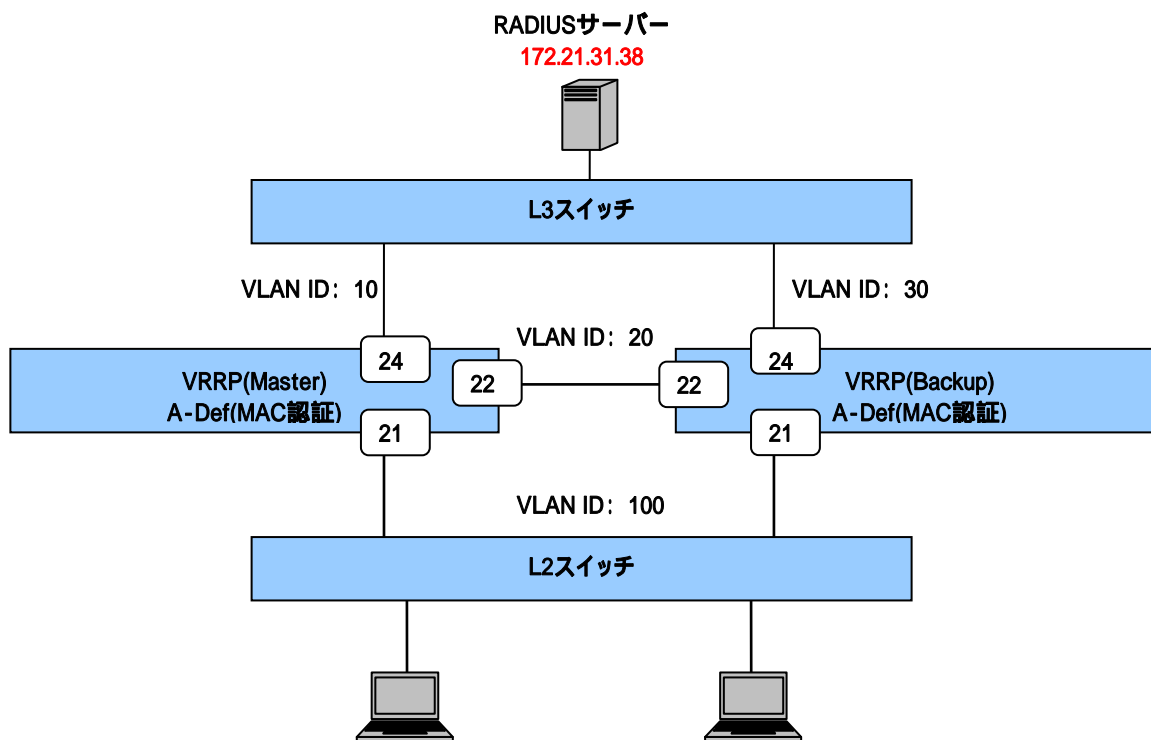 RADIUSサーバー
172.21.31.38
L3スイッチ
VLAN ID： 10
VLAN ID： 30
VLAN ID： 20
24
24
22
22
VRRP(Master)
A-Def(MAC認証)
VRRP(Backup)
A-Def(MAC認証)
21
21
VLAN ID： 100
L2スイッチ